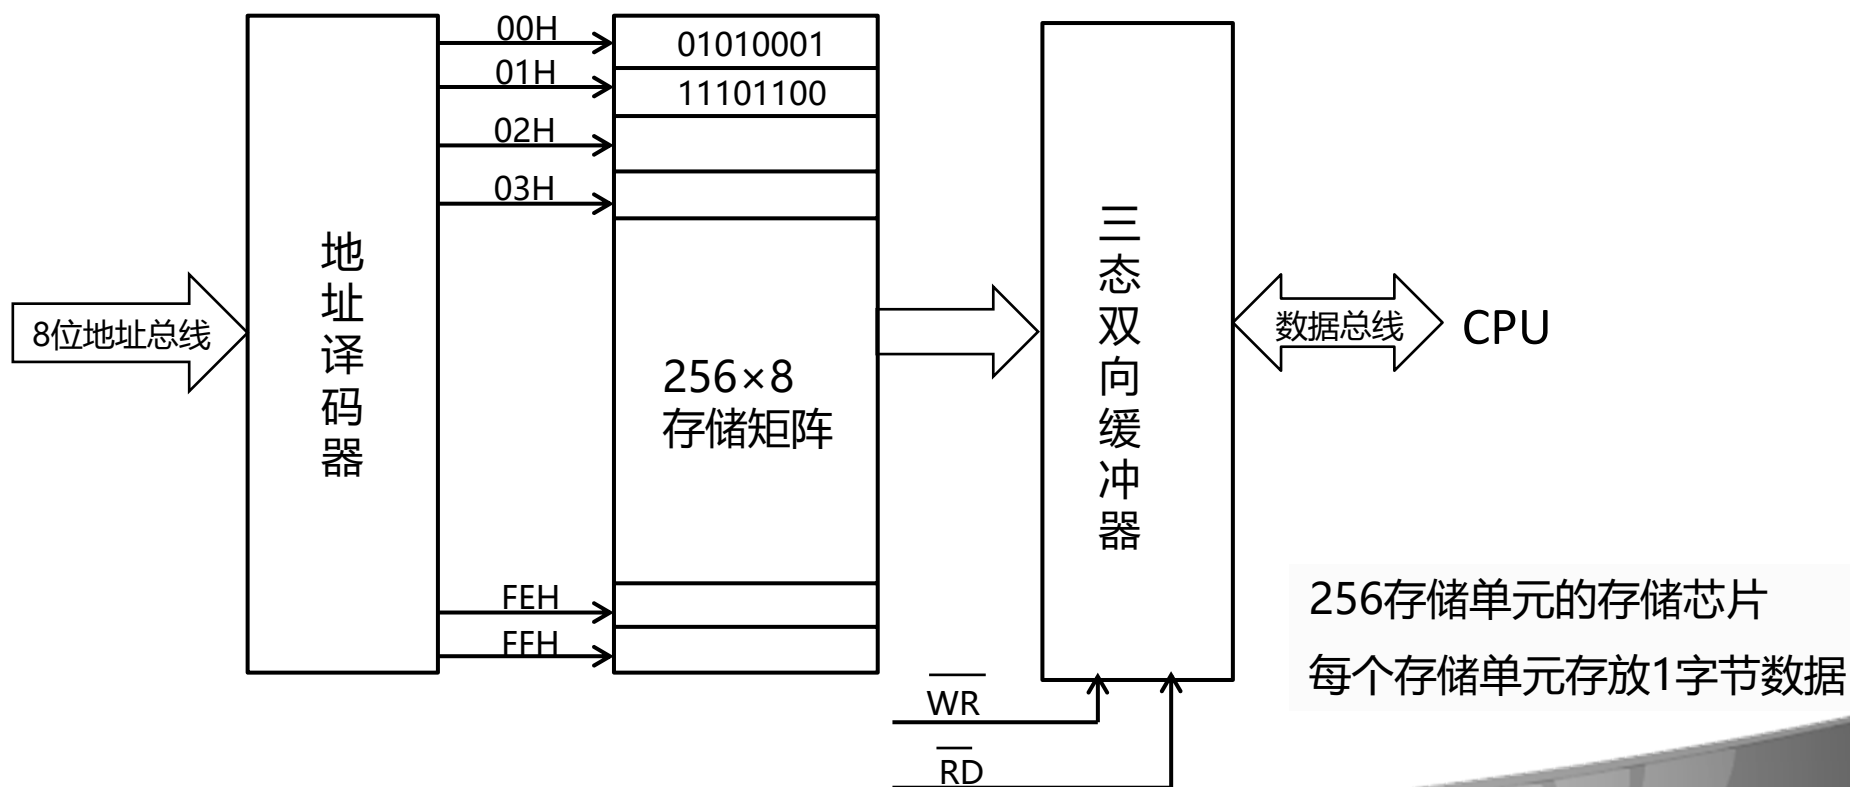 00H
01010001
01H
11101100
02H
03H
8位地址总线
地址译码器
256×8
存储矩阵
三态双向缓冲器
数据总线
CPU
FEH
FFH
WR
RD
256存储单元的存储芯片
每个存储单元存放1字节数据